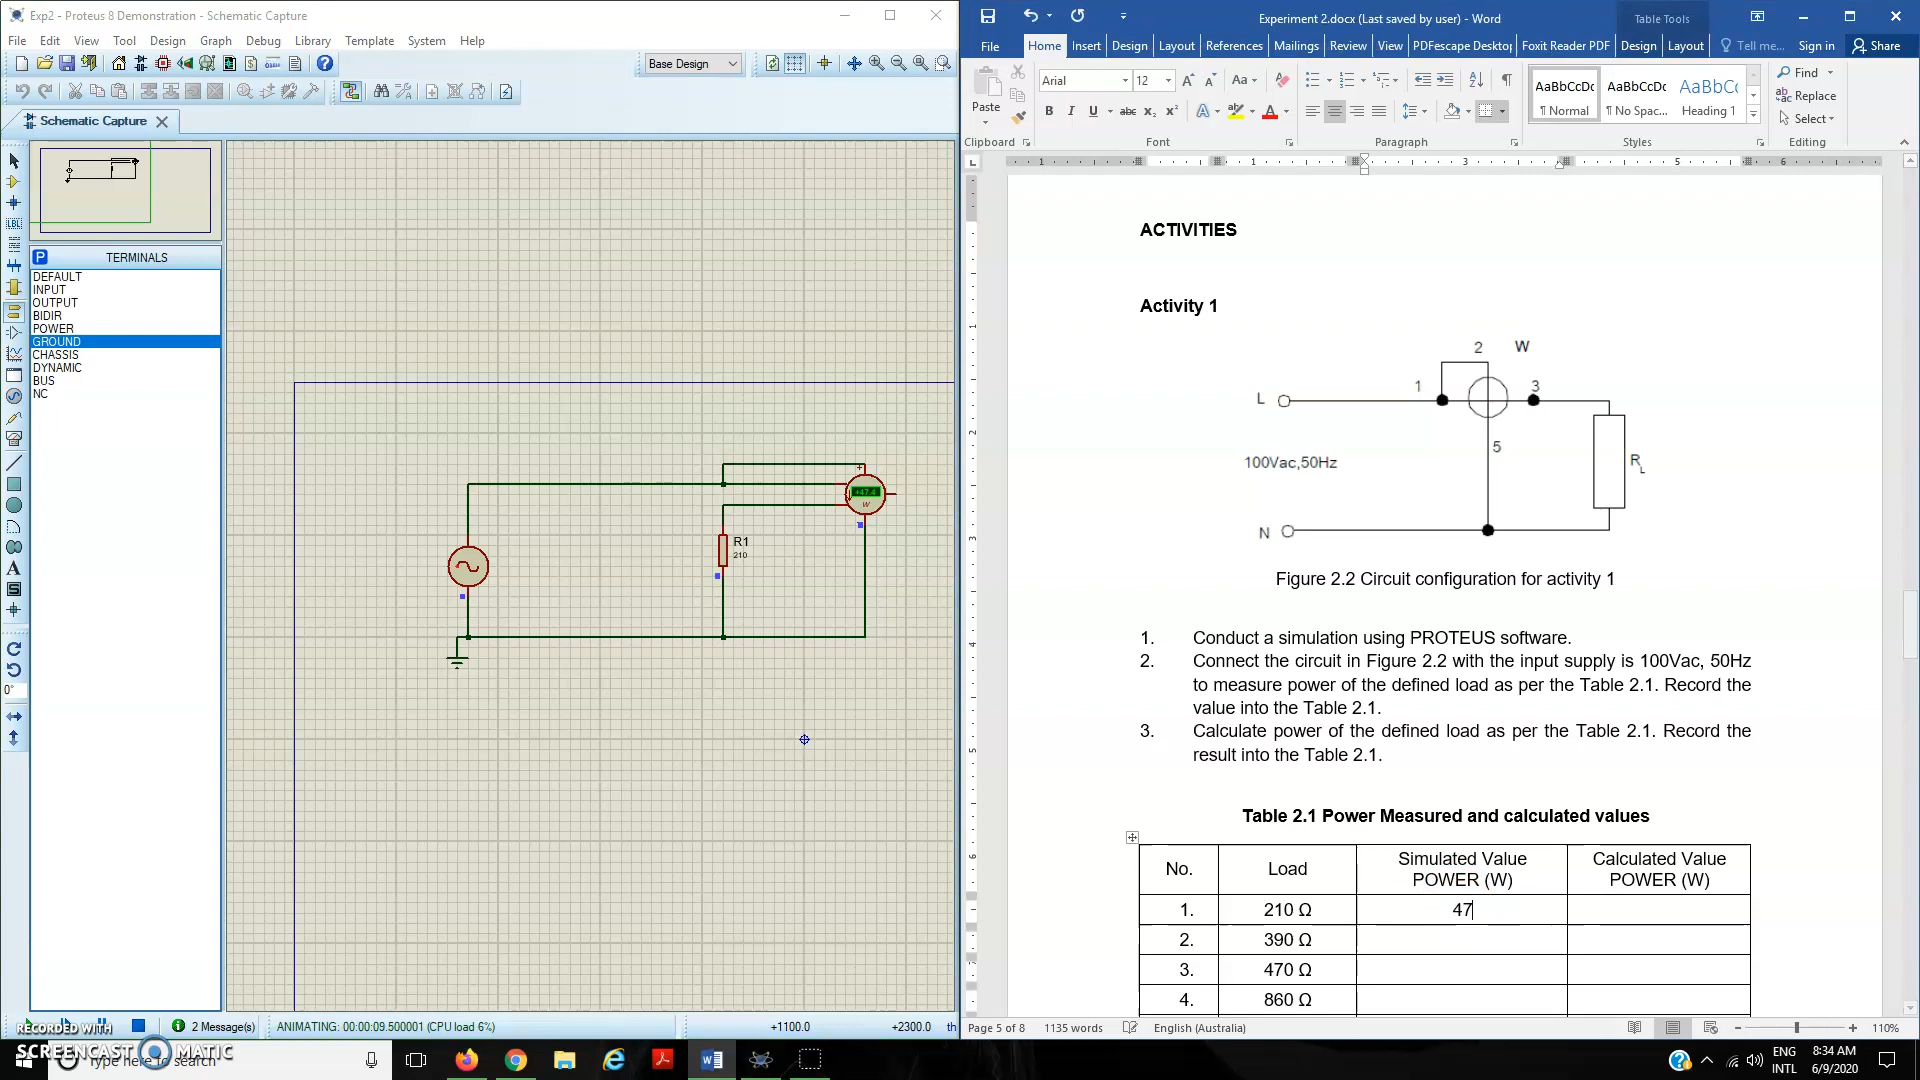 Exp2 - Proteus 8 Demonstration - Schematic Capture
File Edit View Tool Design Graph Debug Library Template System Help
Base Design
Schematic Capture
P TERMINALS
DEFAULT
INPUT
OUTPUT
BIDIR
POWER
GROUND
CHASSIS
DYNAMIC
BUS
NC
LBL
A
S
0°
+47.4
W
R1
210
2 Message(s)
ANIMATING: 00:00:09.500001 (CPU load 6%)
+1100.0
+2300.0
th
Experiment 2.docx (Last saved by user) - Word
Table Tools
File Home Insert Design Layout References Mailings Review View PDFescape Desktop Foxit Reader PDF Design Layout Tell me... Sign in Share
Paste
Arial
12
Find
Replace
Select
AaBbCcDc AaBbCcDc AaBbC
¶ Normal ¶ No Spac... Heading 1
Clipboard Font Paragraph Styles Editing
ACTIVITIES
Activity 1
2 W
1 3
L
5
100Vac,50Hz
RL
N
Figure 2.2 Circuit configuration for activity 1
1. Conduct a simulation using PROTEUS software.
2. Connect the circuit in Figure 2.2 with the input supply is 100Vac, 50Hz
to measure power of the defined load as per the Table 2.1. Record the
value into the Table 2.1.
3. Calculate power of the defined load as per the Table 2.1. Record the
result into the Table 2.1.
Table 2.1 Power Measured and calculated values
No. Load Simulated Value POWER (W) Calculated Value POWER (W)
1. 210 Ω 47
2. 390 Ω
3. 470 Ω
4. 860 Ω
Page 5 of 8 1135 words English (Australia) 110%
RECORDED WITH
SCREENCAST MATIC
Type here to search
ENG
INTL
8:34 AM
6/9/2020